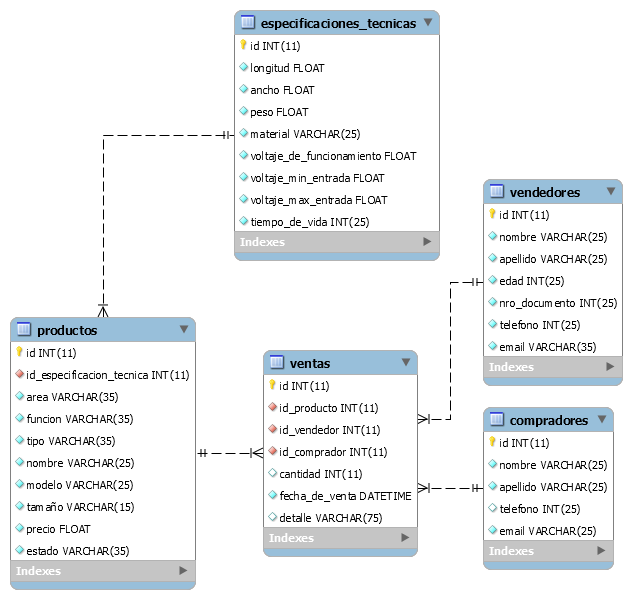 especificaciones_tecnicas
id INT(11)
longitud FLOAT
ancho FLOAT
peso FLOAT
material VARCHAR(25)
voltaje_de_funcionamiento FLOAT
voltaje_min_entrada FLOAT
voltaje_max_entrada FLOAT
tiempo_de_vida INT(25)
Indexes
vendedores
id INT(11)
nombre VARCHAR(25)
apellido VARCHAR(25)
edad INT(25)
nro_documento INT(25)
telefono INT(25)
email VARCHAR(35)
Indexes
productos
id INT(11)
id_especificacion_tecnica INT(11)
area VARCHAR(35)
funcion VARCHAR(35)
tipo VARCHAR(35)
nombre VARCHAR(25)
modelo VARCHAR(25)
tamaño VARCHAR(15)
precio FLOAT
estado VARCHAR(35)
Indexes
ventas
id INT(11)
id_producto INT(11)
id_vendedor INT(11)
id_comprador INT(11)
cantidad INT(11)
fecha_de_venta DATETIME
detalle VARCHAR(75)
Indexes
compradores
id INT(11)
nombre VARCHAR(25)
apellido VARCHAR(25)
telefono INT(25)
email VARCHAR(25)
Indexes